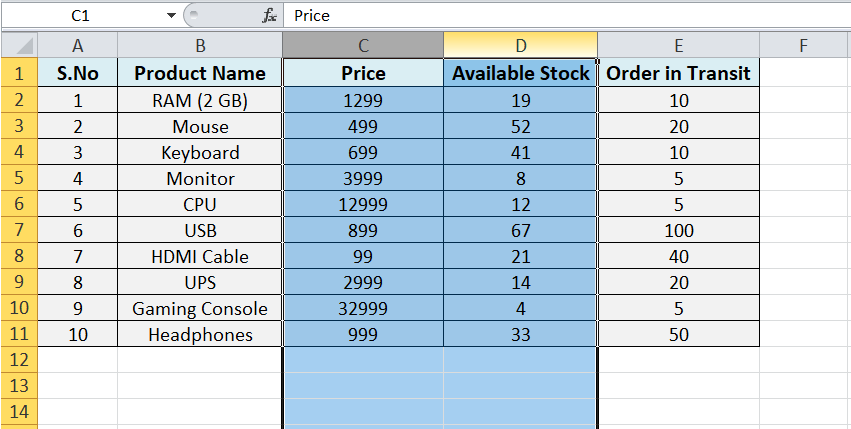 C1 fx Price
A B C D E F
1 S.No Product Name Price Available Stock Order in Transit
2 1 RAM (2 GB) 1299 19 10
3 2 Mouse 499 52 20
4 3 Keyboard 699 41 10
5 4 Monitor 3999 8 5
6 5 CPU 12999 12 5
7 6 USB 899 67 100
8 7 HDMI Cable 99 21 40
9 8 UPS 2999 14 20
10 9 Gaming Console 32999 4 5
11 10 Headphones 999 33 50
12
13
14